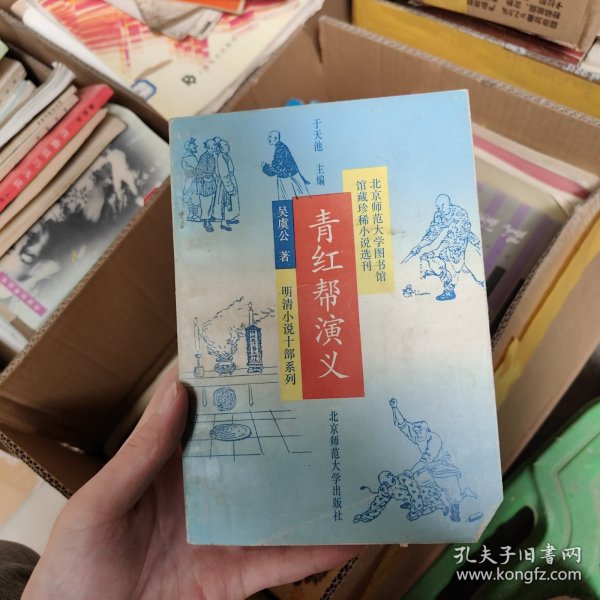 于天池 主编
北京师范大学图书馆
馆藏珍稀小说选刊
青红帮演义
吴虞公 著
明清小说十部系列
北京师范大学出版社
孔夫子旧书网
www.kongfz.com